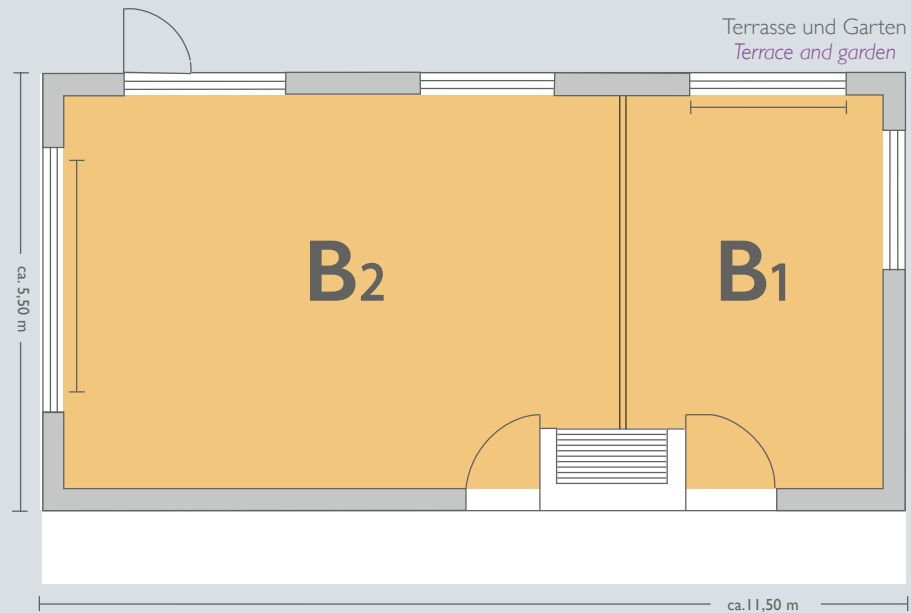 Terrasse und Garten
Terrace and garden
B2
B1
ca. 5,50 m
ca.11,50 m